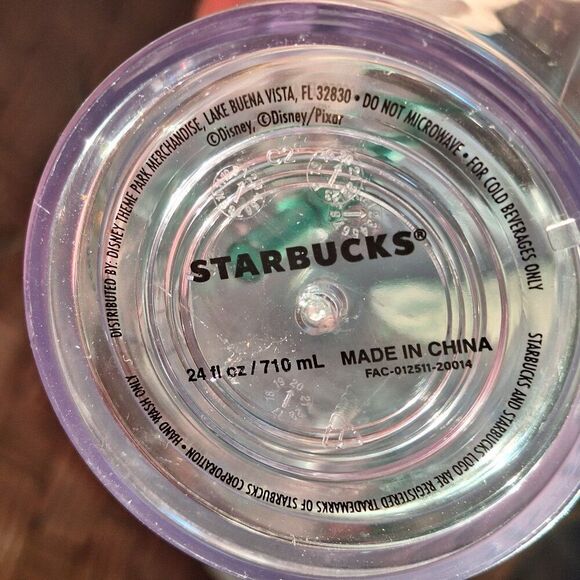 DISTRIBUTED BY: DISNEY THEME PARK MERCHANDISE, LAKE BUENA VISTA, FL 32830 • DO NOT MICROWAVE • FOR COLD BEVERAGES ONLY
©Disney, ©Disney/Pixar
STARBUCKS®
24 fl oz / 710 mL MADE IN CHINA
FAC-012511-20014
STARBUCKS AND STARBUCKS LOGO ARE REGISTERED TRADEMARKS OF STARBUCKS CORPORATION • HAND WASH ONLY